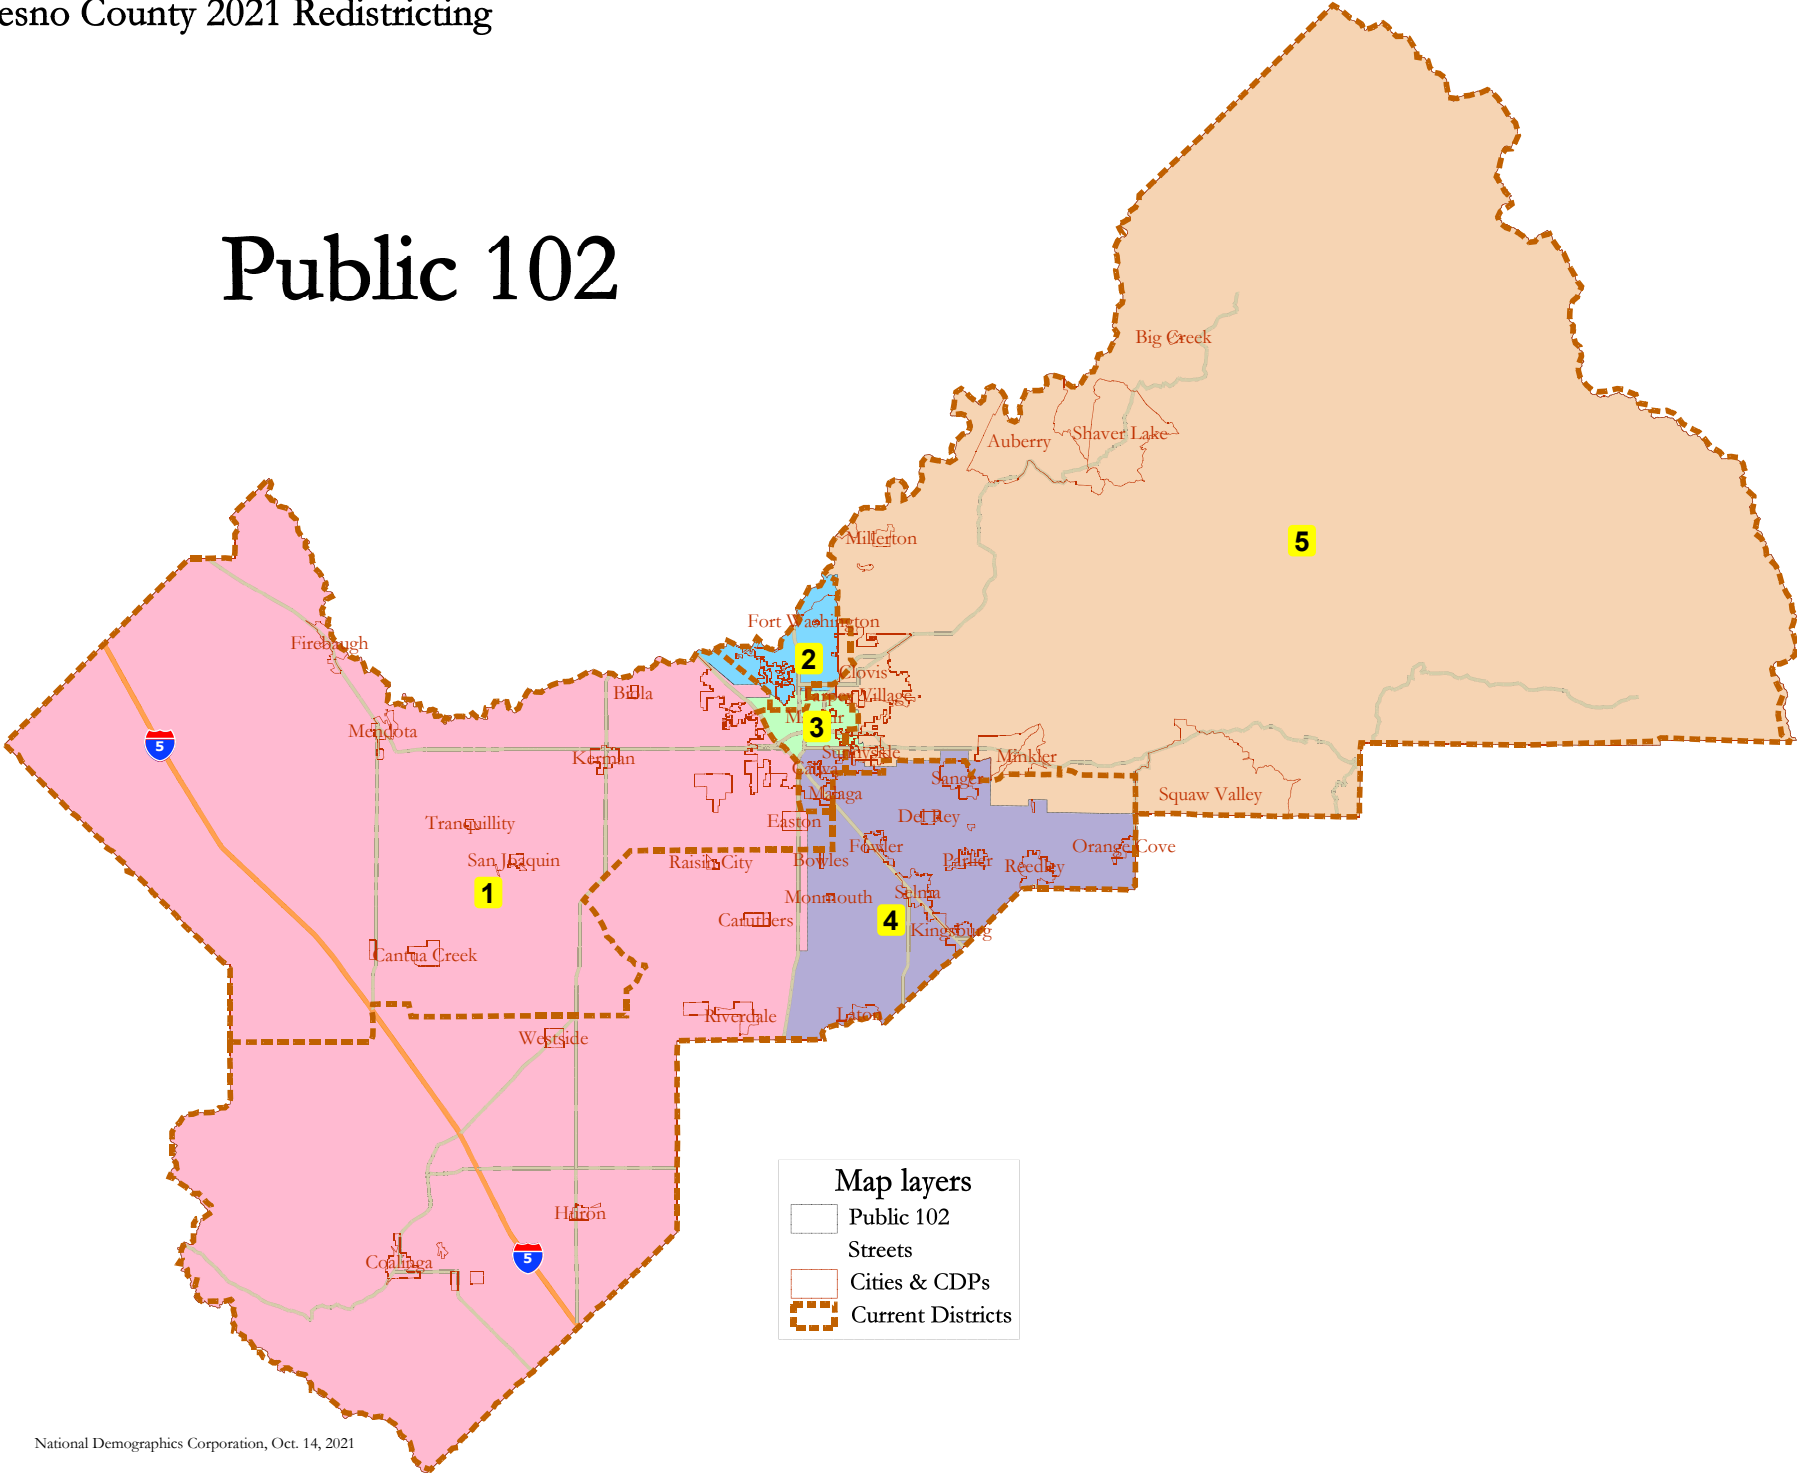 esno County 2021 Redistricting
Public 102
Big Creek
Auberry
Shaver Lake
5
Millerton
Fort Washington
Firebaugh
2
Clovis
Biola
Village
3
Mendota
5
Kerman
Sunnyside
Minkler
Calwa
Sanger
Malaga
Squaw Valley
Tranquillity
Easton
Del Rey
San Joaquin
Raisin City
Bowles
Fowler
Parlier
Reedley
Orange Cove
1
Monmouth
Selma
Caruthers
4
Kingsburg
Cantua Creek
Riverdale
Laton
Westside
Huron
Coalinga
5
Map layers
Public 102
Streets
Cities & CDPs
Current Districts
National Demographics Corporation, Oct. 14, 2021